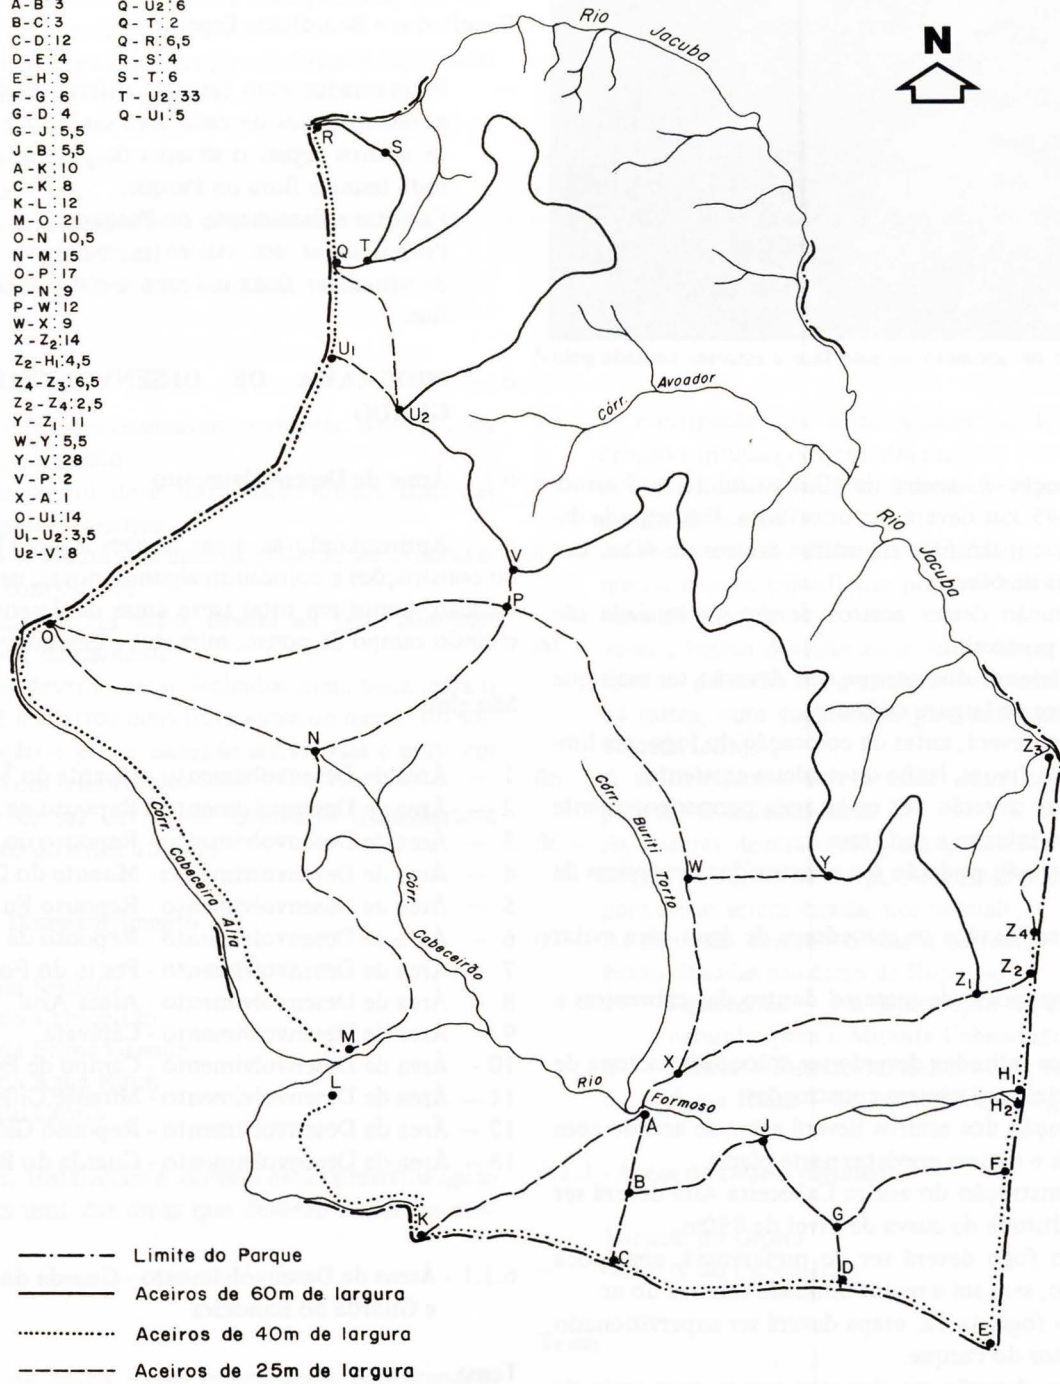 A-B: 3
B-C: 3
C-D: 12
D-E: 4
E-H: 9
F-G: 6
G-D: 4
G-J: 5,5
J-B: 5,5
A-K: 10
C-K: 8
K-L: 12
M-O: 21
O-N 10,5
N-M: 15
O-P: 17
P-N: 9
P-W: 12
W-X: 9
X-Z2: 14
Z2-H1: 4,5
Z4-Z3: 6,5
Z2-Z4: 2,5
Y-Z1: 11
W-Y: 5,5
Y-V: 28
V-P: 2
X-A: 1
O-U1: 14
U1-U2: 3,5
U2-V: 8
Q-U2: 6
Q-T: 2
Q-R: 6,5
R-S: 4
S-T: 6
T-U2: 33
Q-U1: 5
Rio Jacuba
N
R
S
Q
T
U1
U2
Córr. Avoador
Rio Jacuba
V
P
O
N
Z3
Córr. Buriti Torto
Córr. Cabeceira Alta
Córr. Cabeceirão
W
Y
Z4
Z2
Z1
M
L
X
Rio Formoso
H1
H2
A
J
B
F
G
K
C
D
E
Limite do Parque
Aceiros de 60m de largura
Aceiros de 40m de largura
Aceiros de 25m de largura